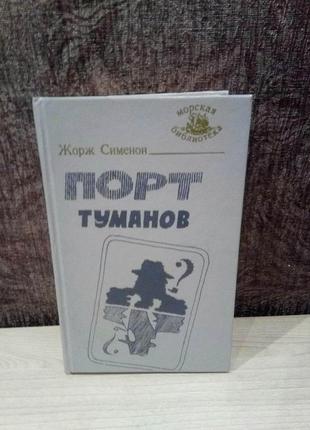 морская
библиотека
Жорж Сименон
ПОРТ
ТУМАНОВ
?
?